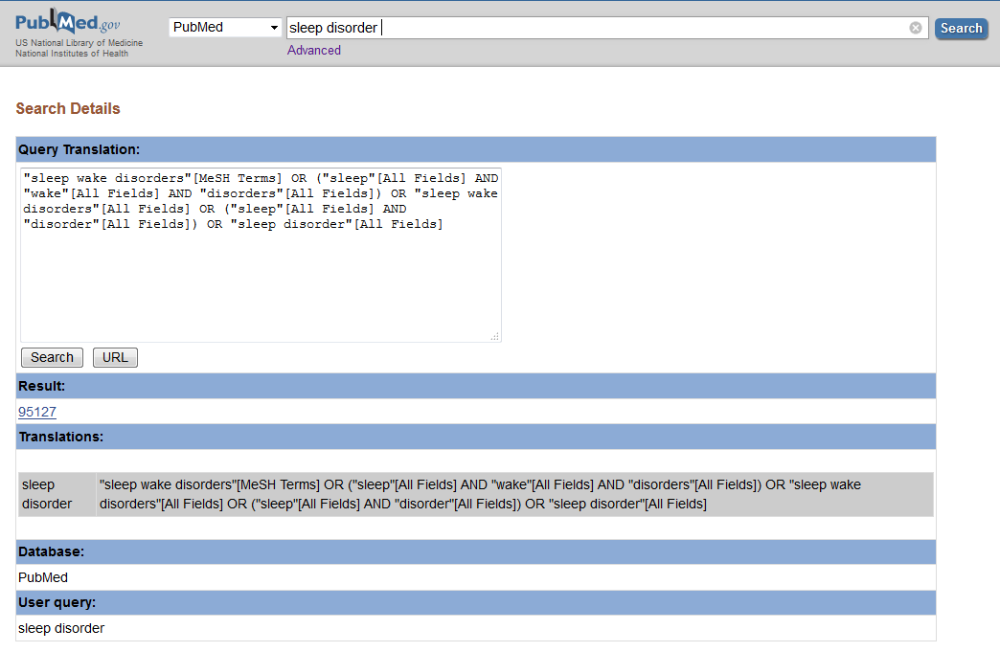 PubMed.gov
US National Library of Medicine
National Institutes of Health
PubMed
sleep disorder
Search
Advanced
Search Details
Query Translation:
"sleep wake disorders"[MeSH Terms] OR ("sleep"[All Fields] AND
"wake"[All Fields] AND "disorders"[All Fields]) OR "sleep wake
disorders"[All Fields] OR ("sleep"[All Fields] AND
"disorder"[All Fields]) OR "sleep disorder"[All Fields]
Search URL
Result:
95127
Translations:
sleep
disorder
"sleep wake disorders"[MeSH Terms] OR ("sleep"[All Fields] AND "wake"[All Fields] AND "disorders"[All Fields]) OR "sleep wake
disorders"[All Fields] OR ("sleep"[All Fields] AND "disorder"[All Fields]) OR "sleep disorder"[All Fields]
Database:
PubMed
User query:
sleep disorder